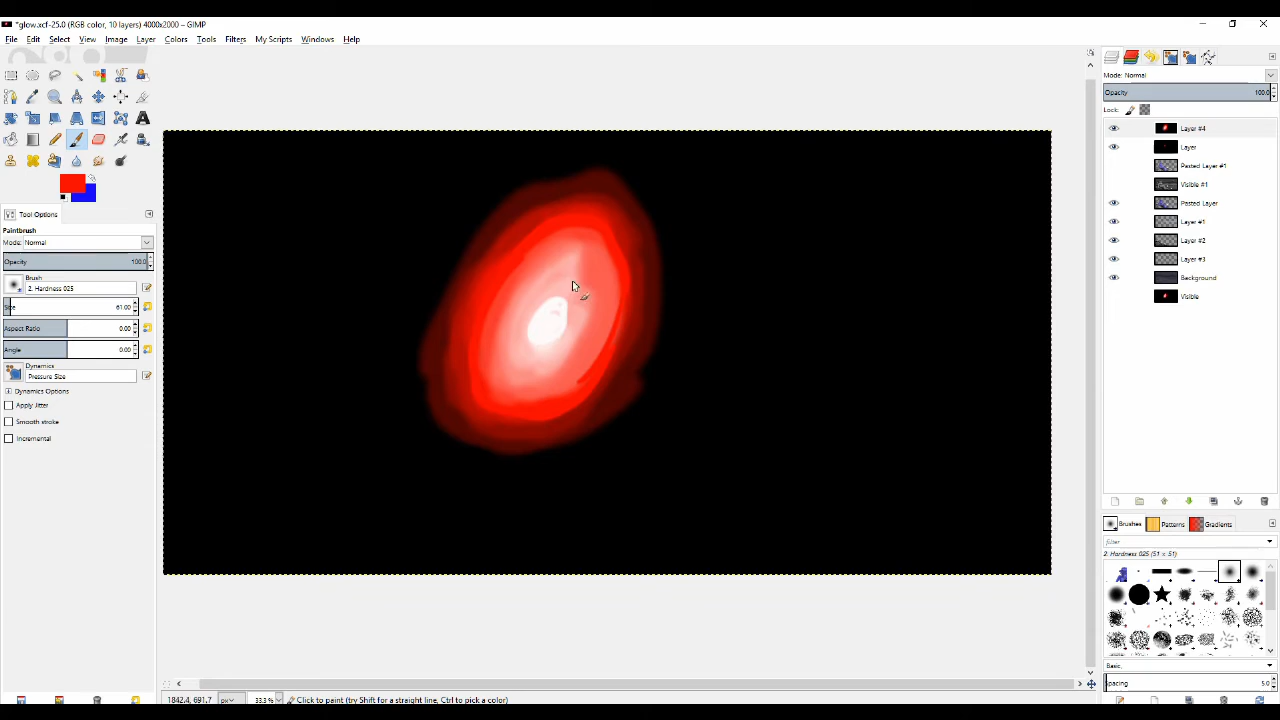 *glow.xcf-25.0 (RGB color, 10 layers) 4000x2000 – GIMP
File Edit Select View Image Layer Colors Tools Filters My Scripts Windows Help
Tool Options
Paintbrush
Mode: Normal
Opacity 100.0
Brush
2. Hardness 025
Size 61.00
Aspect Ratio 0.00
Angle 0.00
Dynamics
Pressure Size
Dynamics Options
Apply Jitter
Smooth stroke
Incremental
Mode: Normal
Opacity 100.0
Lock:
Layer #4
Layer
Pasted Layer #1
Visible #1
Pasted Layer
Layer #1
Layer #2
Layer #3
Background
Visible
Brushes Patterns Gradients
filter
2. Hardness 025 (51 × 51)
Basic,
Spacing 5.0
1842.4, 691.7 px 33.3 % Click to paint (try Shift for a straight line, Ctrl to pick a color)